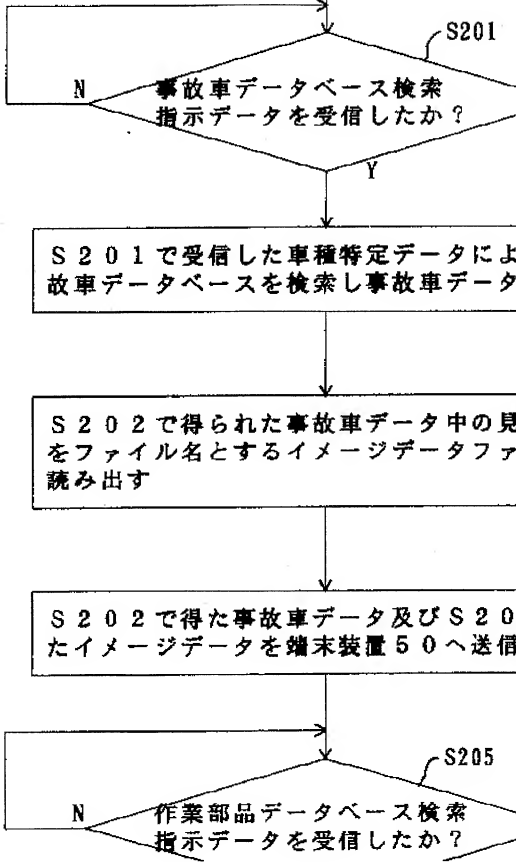 S201
N
事故車データベース検索
指示データを受信したか?
Y
S201で受信した車種特定データによ
故車データベースを検索し事故車データ
S202で得られた事故車データ中の見
をファイル名とするイメージデータファ
読み出す
S202で得た事故車データ及びS20
たイメージデータを端末装置50へ送信
S205
N
作業部品データベース検索
指示データを受信したか?